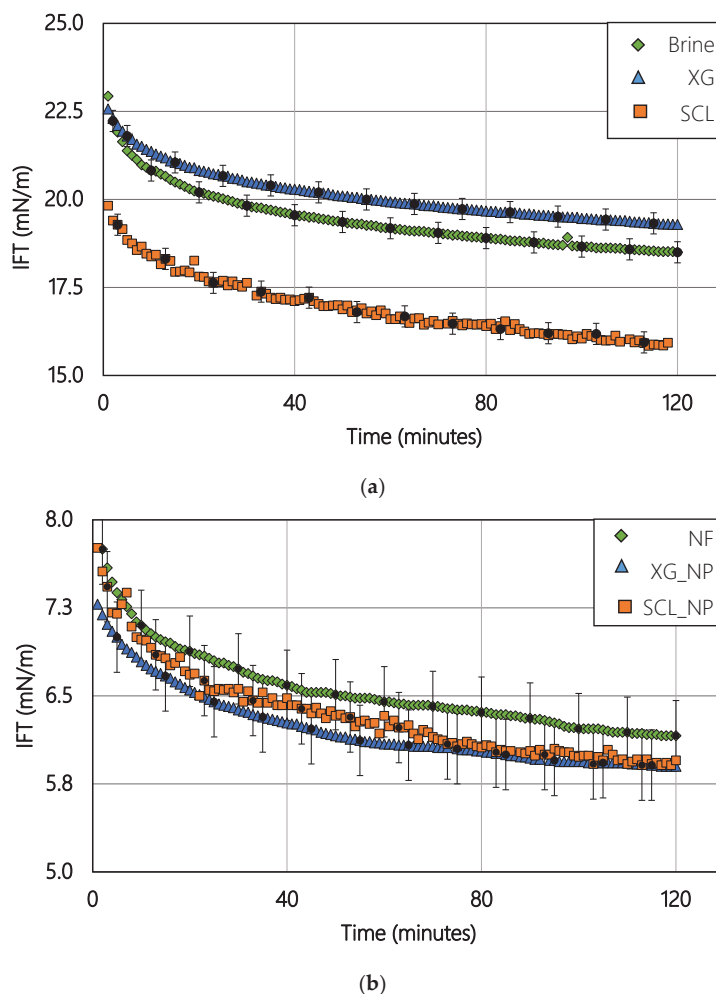 25.0
22.5
20.0
17.5
15.0
IFT (mN/m)
Brine
XG
SCL
0
40
80
120
Time (minutes)
(a)
8.0
7.3
6.5
5.8
5.0
IFT (mN/m)
NF
XG_NP
SCL_NP
0
40
80
120
Time (minutes)
(b)